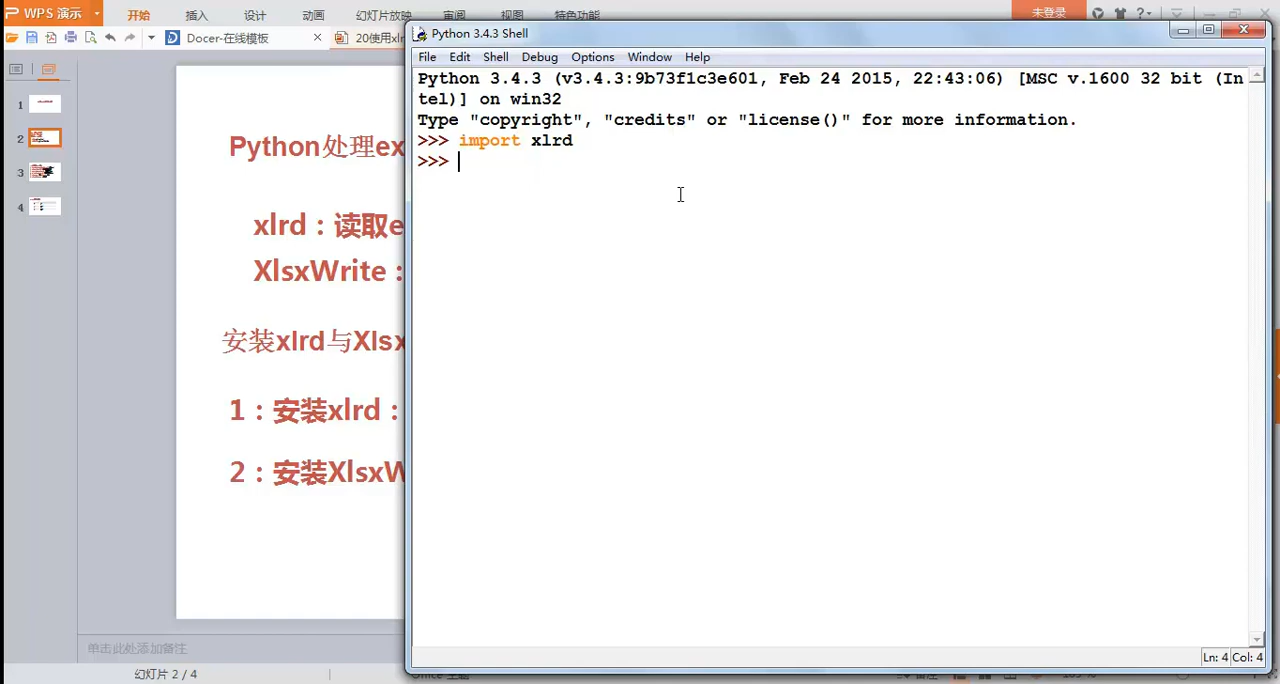 WPS 演示
开始 插入 设计 动画 幻灯片放映 审阅 视图 特色功能
未登录
Docer-在线模板
20使用xlr
Python 3.4.3 Shell
File Edit Shell Debug Options Window Help
Python 3.4.3 (v3.4.3:9b73f1c3e601, Feb 24 2015, 22:43:06) [MSC v.1600 32 bit (In
tel)] on win32
Type "copyright", "credits" or "license()" for more information.
>>> import xlrd
>>>
Ln: 4 Col: 4
1
2
3
4
Python处理ex
xlrd：读取e
XlsxWrite：
安装xlrd与Xlsx
1：安装xlrd：
2：安装XlsxW
单击此处添加备注
幻灯片 2 / 4